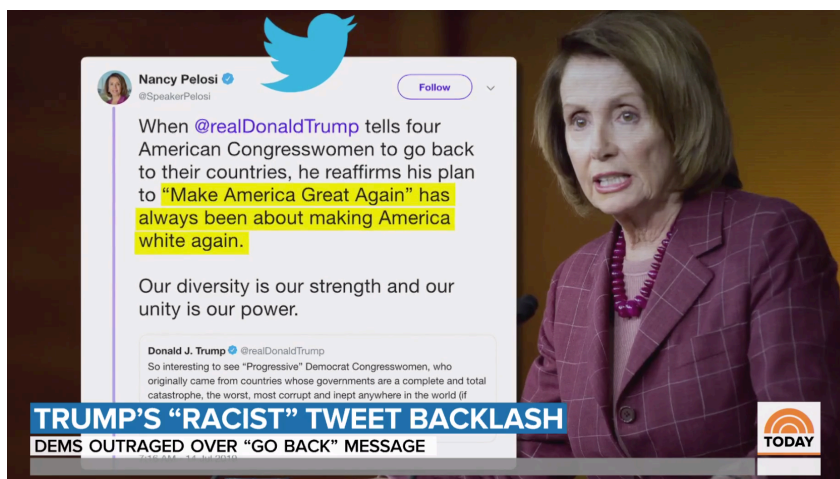 Nancy Pelosi
@SpeakerPelosi
Follow
When @realDonaldTrump tells four
American Congresswomen to go back
to their countries, he reaffirms his plan
to “Make America Great Again” has
always been about making America
white again.
Our diversity is our strength and our
unity is our power.
Donald J. Trump @realDonaldTrump
So interesting to see “Progressive” Democrat Congresswomen, who
originally came from countries whose governments are a complete and total
catastrophe, the worst, most corrupt and inept anywhere in the world (if
TRUMP’S “RACIST” TWEET BACKLASH
DEMS OUTRAGED OVER “GO BACK” MESSAGE
TODAY